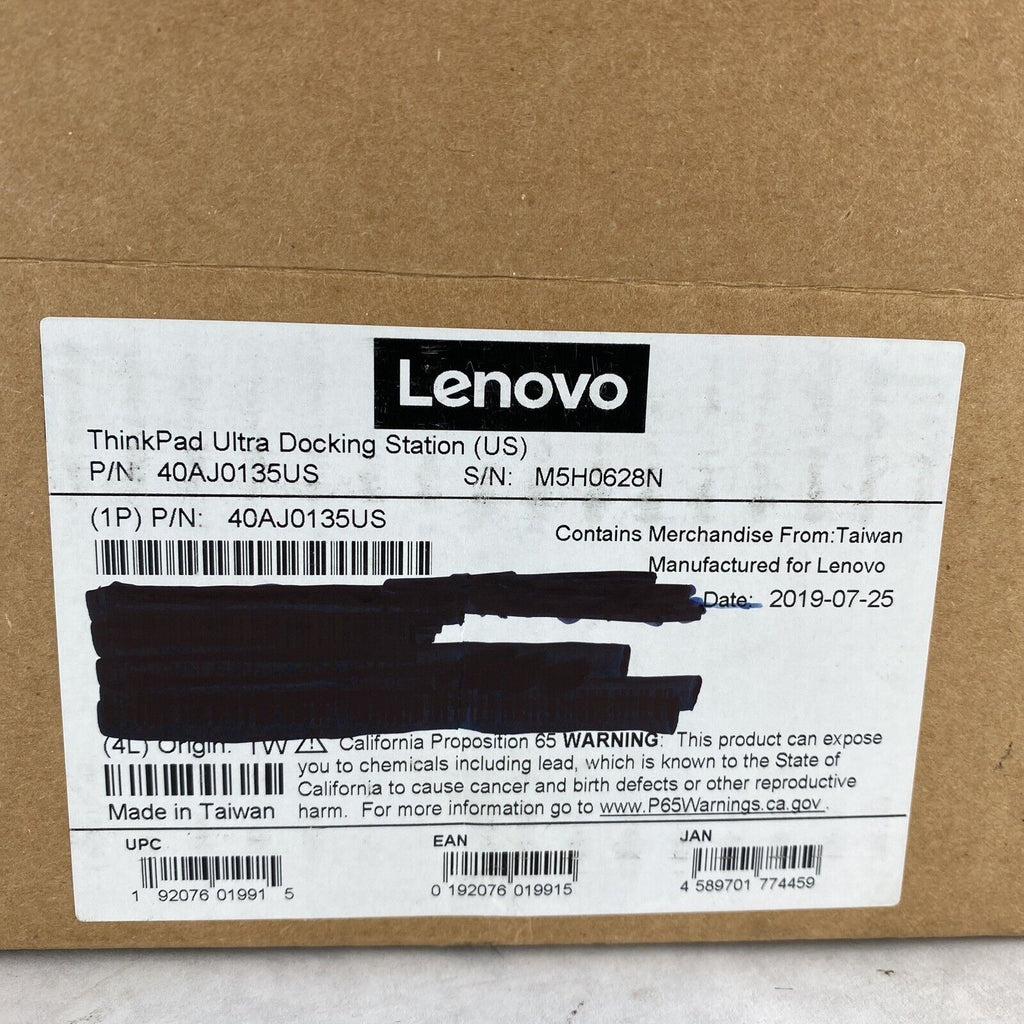 Lenovo
ThinkPad Ultra Docking Station (US)
P/N: 40AJ0135US S/N: M5H0628N
(1P) P/N: 40AJ0135US
Contains Merchandise From:Taiwan
Manufactured for Lenovo
Date: 2019-07-25
(4L) Origin: TW
Made in Taiwan
⚠ California Proposition 65 WARNING: This product can expose
you to chemicals including lead, which is known to the State of
California to cause cancer and birth defects or other reproductive
harm. For more information go to www.P65Warnings.ca.gov.
UPC
1 92076 01991 5
EAN
0 192076 019915
JAN
4 589701 774459